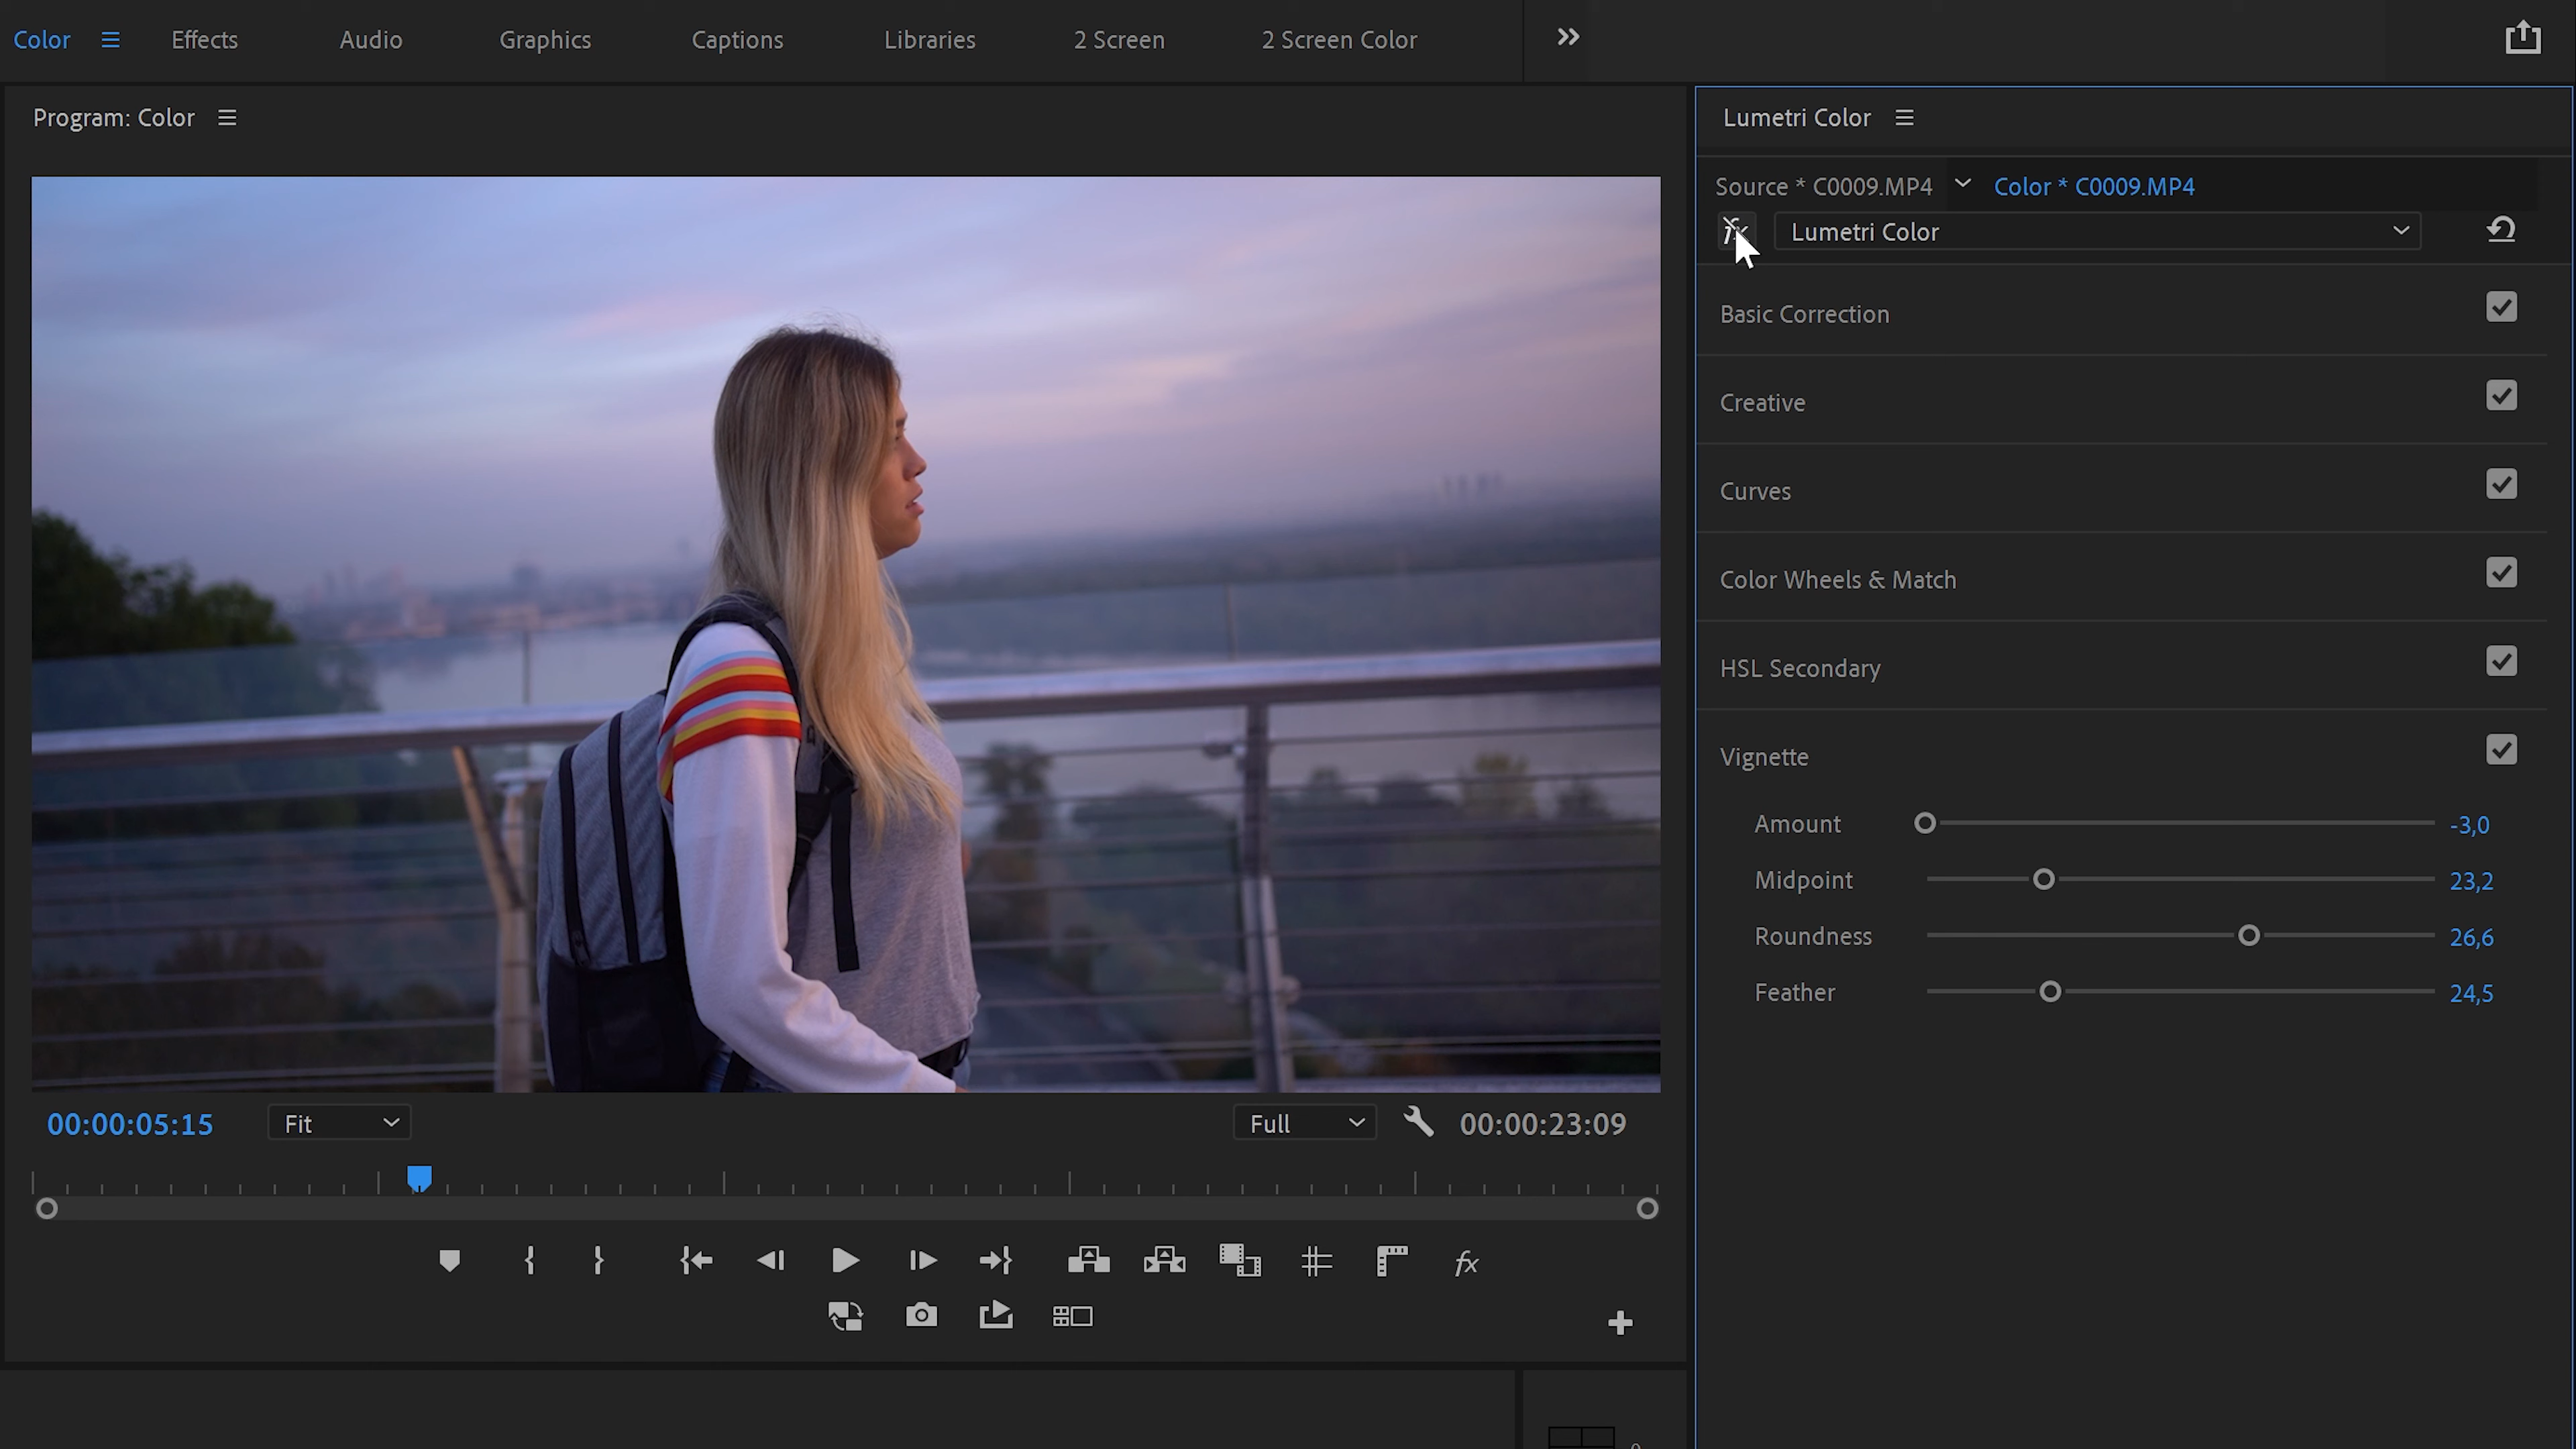 Color Effects Audio Graphics Captions Libraries 2 Screen 2 Screen Color
Program: Color
Lumetri Color
Source * C0009.MP4 Color * C0009.MP4
fx Lumetri Color
Basic Correction
Creative
Curves
Color Wheels & Match
HSL Secondary
Vignette
Amount -3,0
Midpoint 23,2
Roundness 26,6
Feather 24,5
00:00:05:15 Fit Full 00:00:23:09
fx